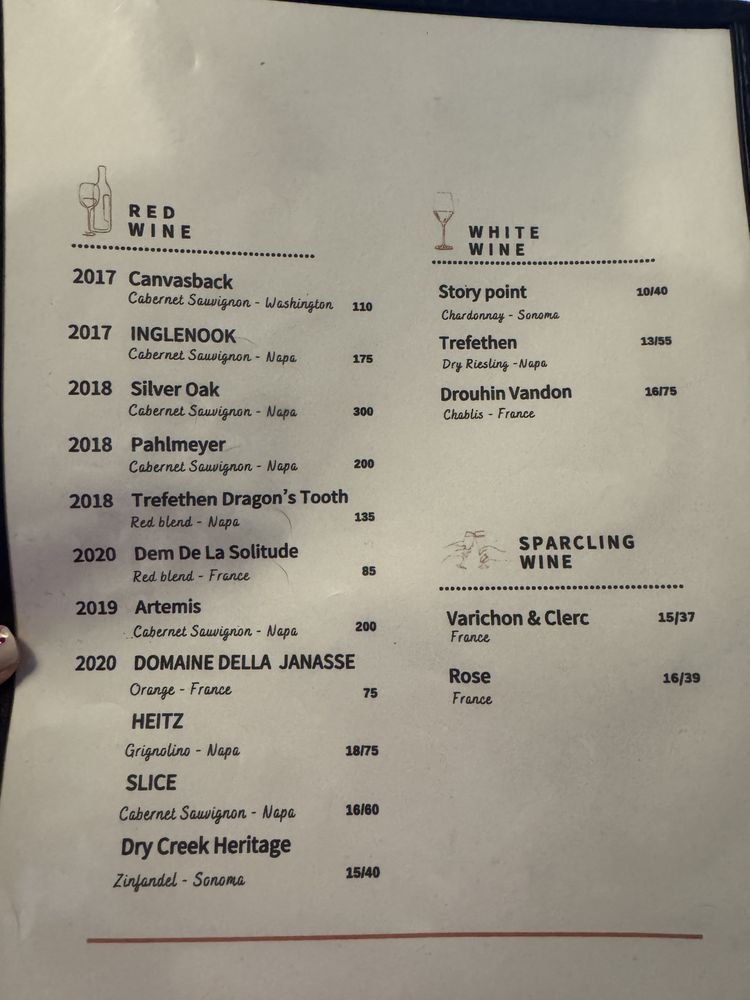 RED
WINE
2017 Canvasback
Cabernet Sauvignon - Washington 110
2017 INGLENOOK
Cabernet Sauvignon - Napa 175
2018 Silver Oak
Cabernet Sauvignon - Napa 300
2018 Pahlmeyer
Cabernet Sauvignon - Napa 200
2018 Trefethen Dragon's Tooth
Red blend - Napa 135
2020 Dem De La Solitude
Red blend - France 85
2019 Artemis
Cabernet Sauvignon - Napa 200
2020 DOMAINE DELLA JANASSE
Orange - France 75
HEITZ
Grignolino - Napa 18/75
SLICE
Cabernet Sauvignon - Napa 16/60
Dry Creek Heritage
Zinfandel - Sonoma 15/40
WHITE
WINE
Story point 10/40
Chardonnay - Sonoma
Trefethen 13/55
Dry Riesling -Napa
Drouhin Vandon 16/75
Chablis - France
SPARCLING
WINE
Varichon & Clerc 15/37
France
Rose 16/39
France